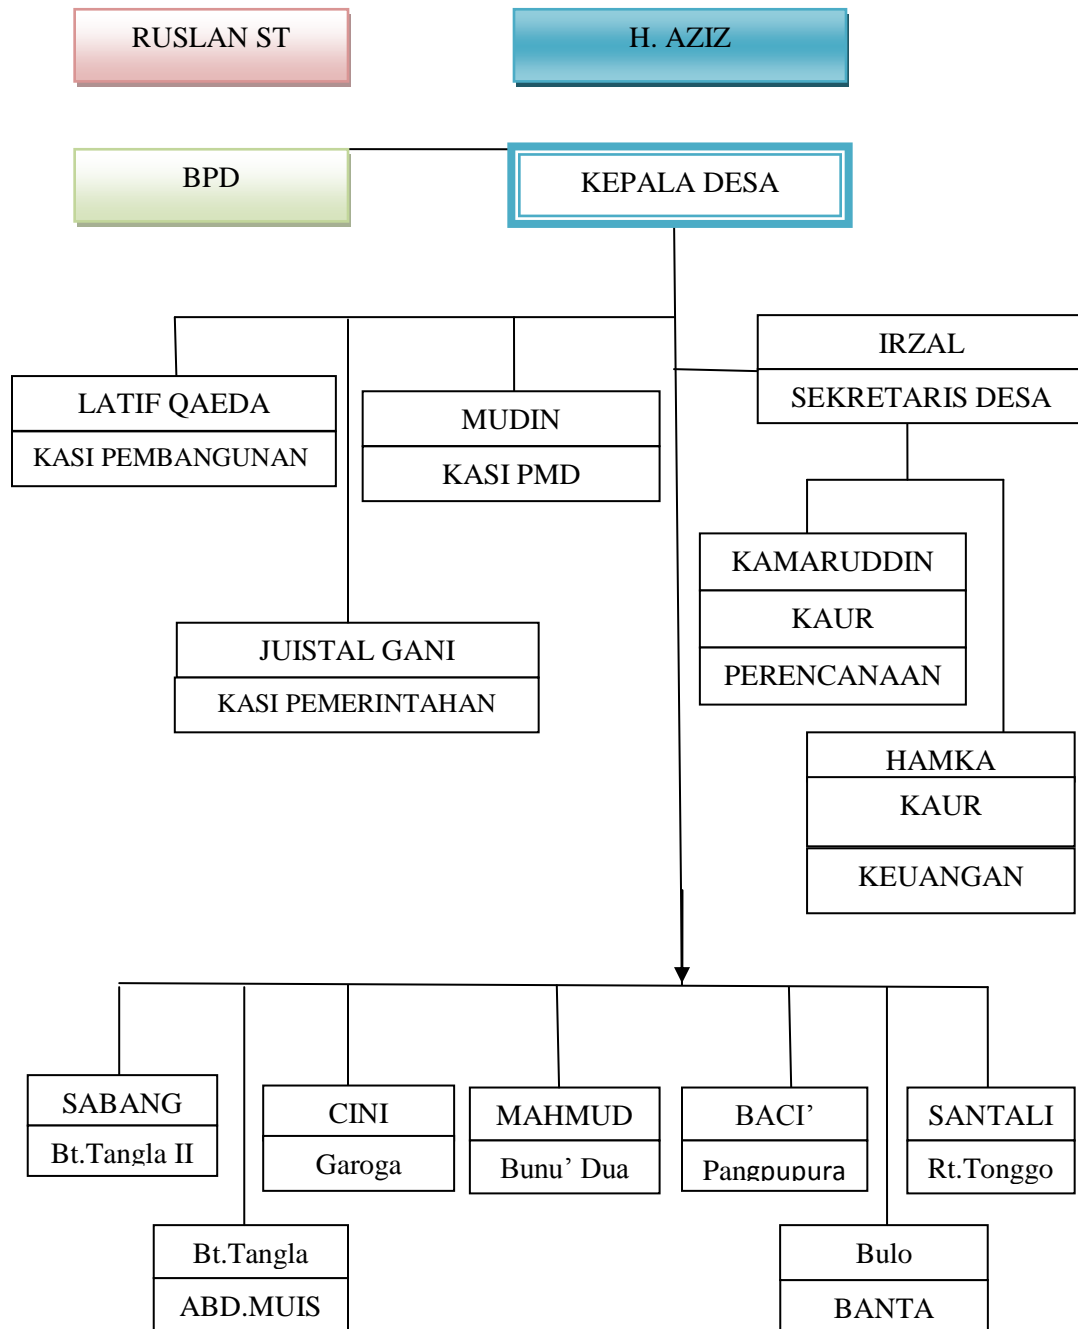 RUSLAN ST
H. AZIZ
BPD
KEPALA DESA
IRZAL
SEKRETARIS DESA
LATIF QAEDA
KASI PEMBANGUNAN
MUDIN
KASI PMD
KAMARUDDIN
KAUR
PERENCANAAN
JUISTAL GANI
KASI PEMERINTAHAN
HAMKA
KAUR
KEUANGAN
SABANG
Bt.Tangla II
CINI
Garoga
MAHMUD
Bunu’ Dua
BACI’
Pangpupura
SANTALI
Rt.Tonggo
Bt.Tangla
ABD.MUIS
Bulo
BANTA